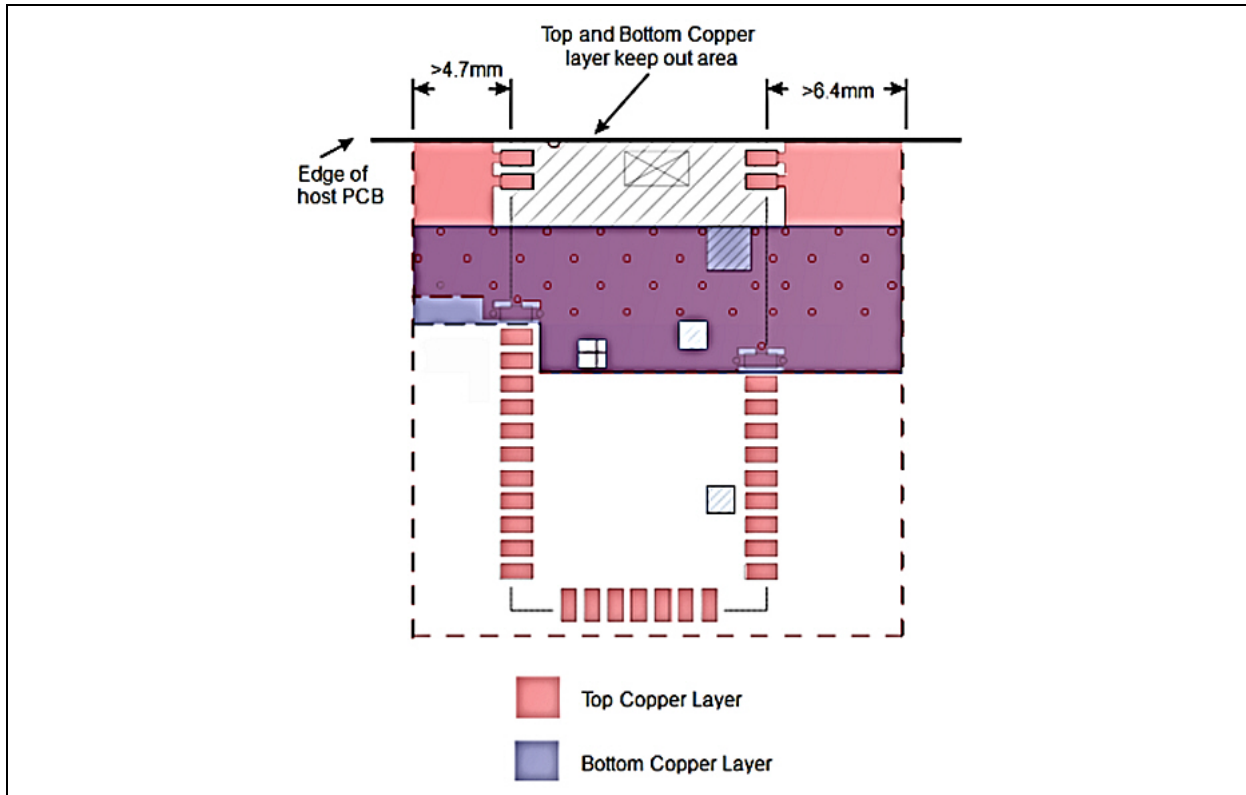 Top and Bottom Copper
layer keep out area
>4.7mm
>6.4mm
Edge of
host PCB
Top Copper Layer
Bottom Copper Layer